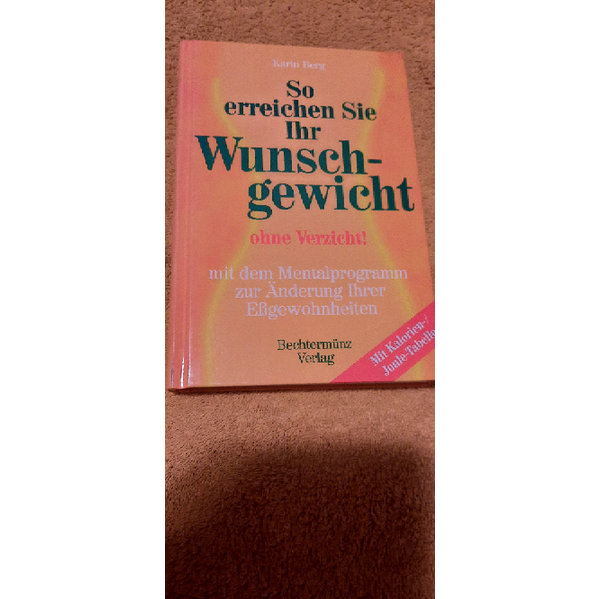 Karin Berg
So
erreichen Sie
Ihr
Wunsch-
gewicht
ohne Verzicht!
mit dem Mentalprogramm
zur Änderung Ihrer
Eßgewohnheiten
Bechtermünz
Verlag
Mit Kalorien-/
Joule-Tabelle